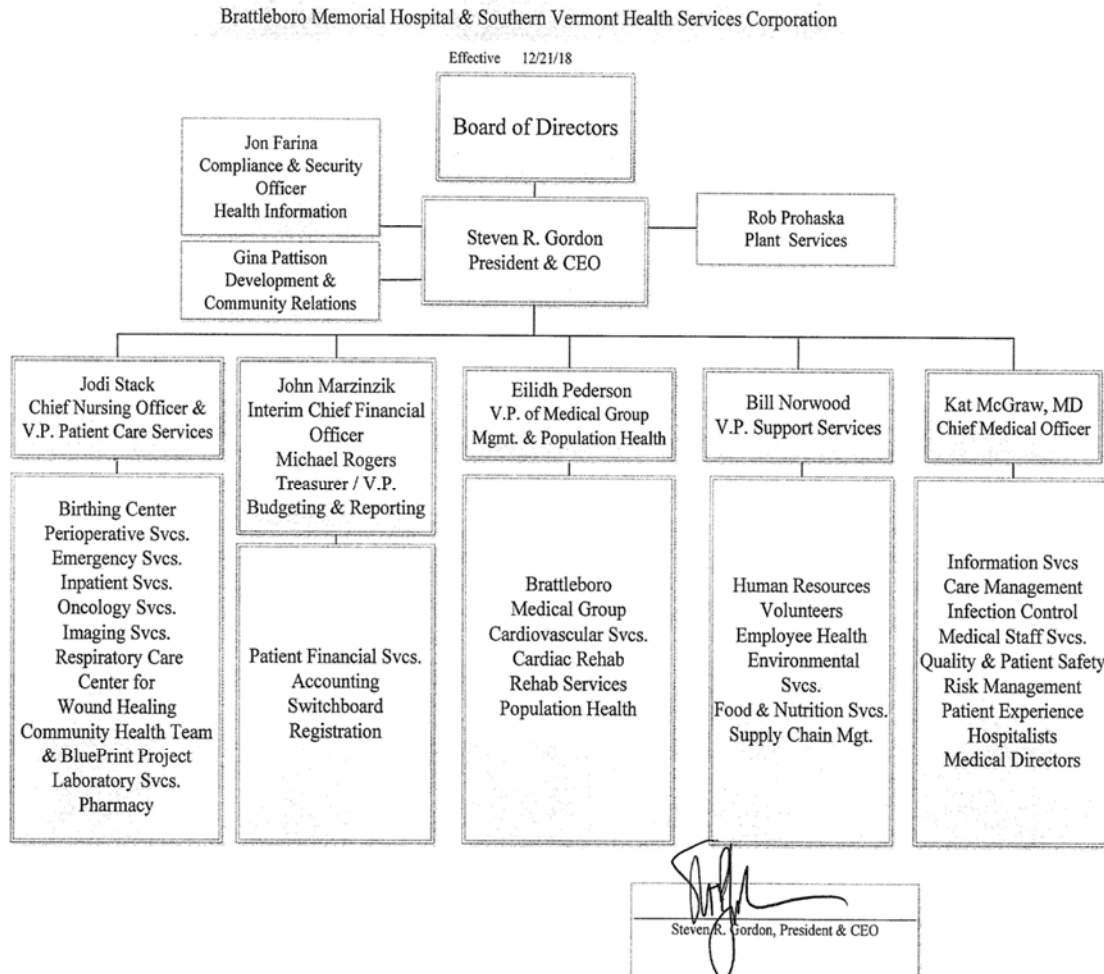 Brattleboro Memorial Hospital & Southern Vermont Health Services Corporation
Effective 12/21/18
Board of Directors
Jon Farina
Compliance & Security
Officer
Health Information
Gina Pattison
Development &
Community Relations
Steven R. Gordon
President & CEO
Rob Prohaska
Plant Services
Jodi Stack
Chief Nursing Officer &
V.P. Patient Care Services
John Marzinzik
Interim Chief Financial
Officer
Michael Rogers
Treasurer / V.P.
Budgeting & Reporting
Eilidh Pederson
V.P. of Medical Group
Mgmt. & Population Health
Bill Norwood
V.P. Support Services
Kat McGraw, MD
Chief Medical Officer
Birthing Center
Perioperative Svcs.
Emergency Svcs.
Inpatient Svcs.
Oncology Svcs.
Imaging Svcs.
Respiratory Care
Center for
Wound Healing
Community Health Team
& BluePrint Project
Laboratory Svcs.
Pharmacy
Patient Financial Svcs.
Accounting
Switchboard
Registration
Brattleboro
Medical Group
Cardiovascular Svcs.
Cardiac Rehab
Rehab Services
Population Health
Human Resources
Volunteers
Employee Health
Environmental
Svcs.
Food & Nutrition Svcs.
Supply Chain Mgt.
Information Svcs
Care Management
Infection Control
Medical Staff Svcs.
Quality & Patient Safety
Risk Management
Patient Experience
Hospitalists
Medical Directors
Steven R. Gordon, President & CEO